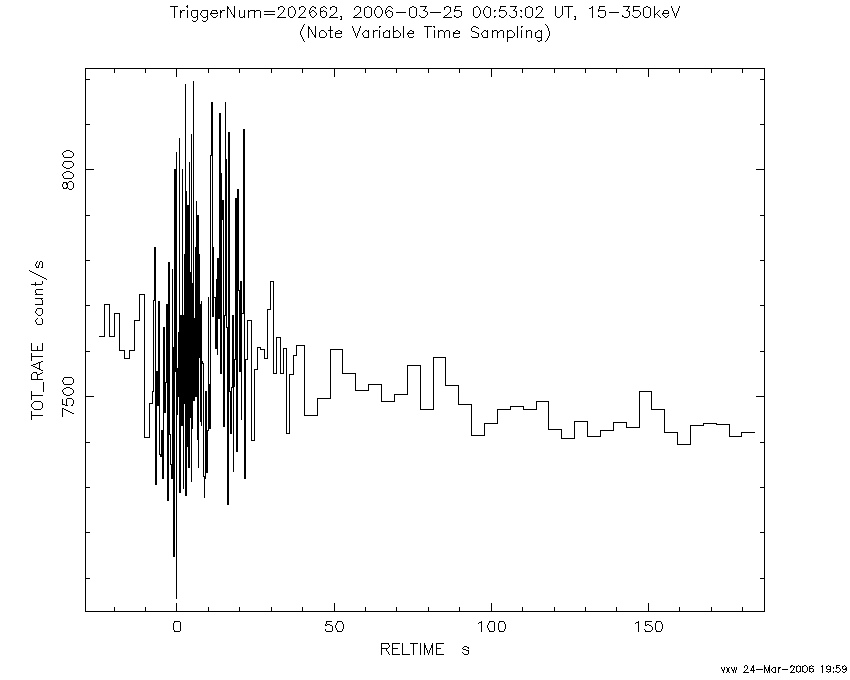 TriggerNum=202662, 2006-03-25 00:53:02 UT, 15-350keV
(Note Variable Time Sampling)
TOT_RATE count/s
8000
7500
0 50 100 150
RELTIME s
vxw 24-Mar-2006 19:59